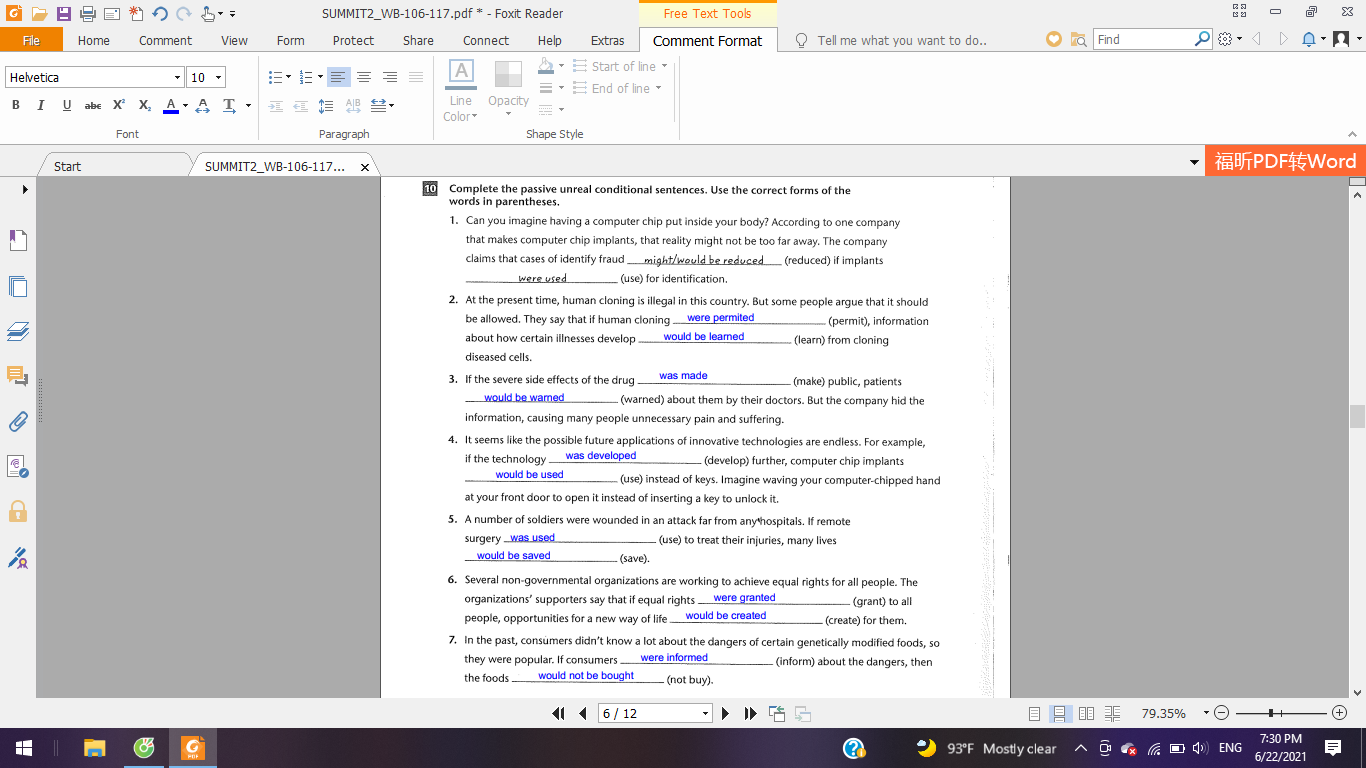 SUMMIT2_WB-106-117.pdf * - Foxit Reader
Free Text Tools
File Home Comment View Form Protect Share Connect Help Extras Comment Format Tell me what you want to do.. Find
Helvetica 10
Start of line
End of line
B I U abc X² X₂ A A T
Line Color
Opacity
Font Paragraph Shape Style
Start SUMMIT2_WB-106-117...
福昕PDF转Word
10 Complete the passive unreal conditional sentences. Use the correct forms of the
words in parentheses.
1. Can you imagine having a computer chip put inside your body? According to one company
that makes computer chip implants, that reality might not be too far away. The company
claims that cases of identify fraud might/would be reduced (reduced) if implants
were used (use) for identification.
2. At the present time, human cloning is illegal in this country. But some people argue that it should
be allowed. They say that if human cloning were permited (permit), information
about how certain illnesses develop would be learned (learn) from cloning
diseased cells.
3. If the severe side effects of the drug was made (make) public, patients
would be warned (warned) about them by their doctors. But the company hid the
information, causing many people unnecessary pain and suffering.
4. It seems like the possible future applications of innovative technologies are endless. For example,
if the technology was developed (develop) further, computer chip implants
would be used (use) instead of keys. Imagine waving your computer-chipped hand
at your front door to open it instead of inserting a key to unlock it.
5. A number of soldiers were wounded in an attack far from any hospitals. If remote
surgery was used (use) to treat their injuries, many lives
would be saved (save).
6. Several non-governmental organizations are working to achieve equal rights for all people. The
organizations' supporters say that if equal rights were granted (grant) to all
people, opportunities for a new way of life would be created (create) for them.
7. In the past, consumers didn't know a lot about the dangers of certain genetically modified foods, so
they were popular. If consumers were informed (inform) about the dangers, then
the foods would not be bought (not buy).
6 / 12
79.35%
93°F Mostly clear
ENG
7:30 PM
6/22/2021